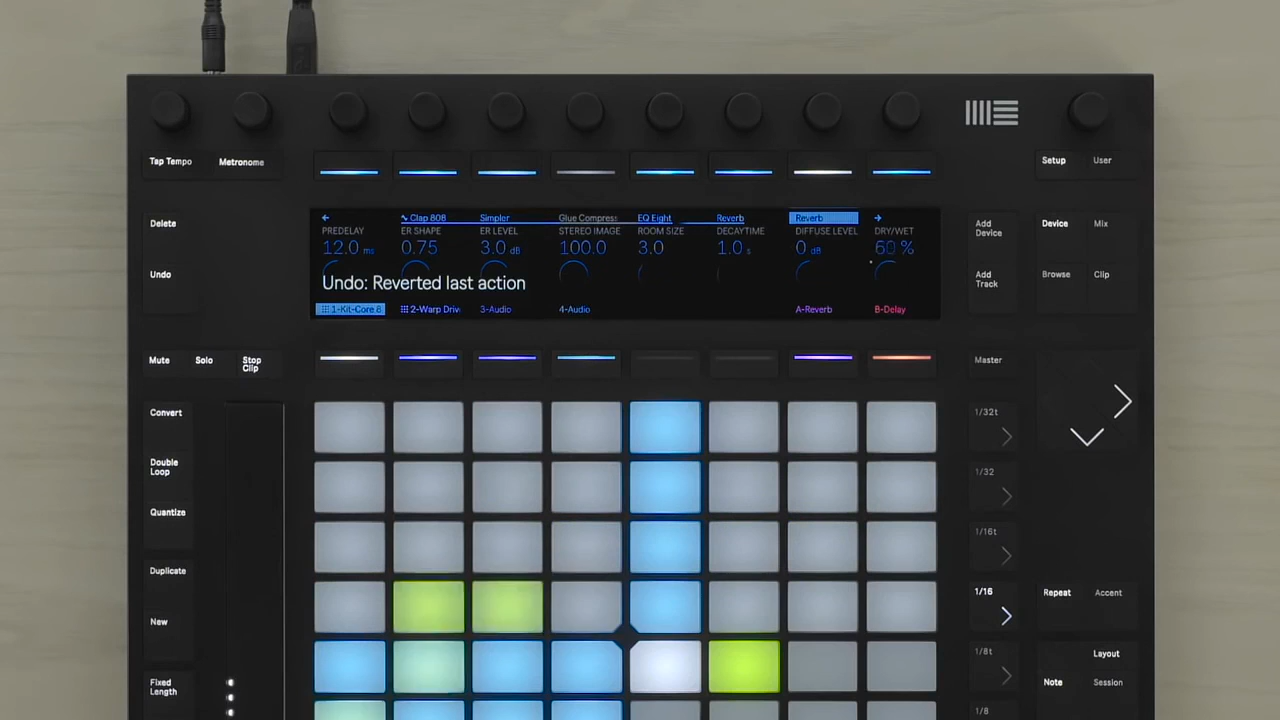 Tap Tempo
Metronome
Setup
User
Delete
Undo
← Clap 808 Simpler Glue Compress EQ Eight Reverb Reverb →
PREDELAY ER SHAPE ER LEVEL STEREO IMAGE ROOM SIZE DECAYTIME DIFFUSE LEVEL DRY/WET
12.0 ms 0.75 3.0 dB 100.0 3.0 1.0 s 0 dB 60 %
Undo: Reverted last action
1-Kit-Core 8 2-Warp Driv 3-Audio 4-Audio A-Reverb B-Delay
Add
Device
Add
Track
Device
Mix
Browse
Clip
Mute
Solo
Stop
Clip
Master
Convert
Double
Loop
Quantize
Duplicate
New
Fixed
Length
1/32t
1/32
1/16t
1/16
1/8t
1/8
Repeat
Accent
Layout
Note
Session